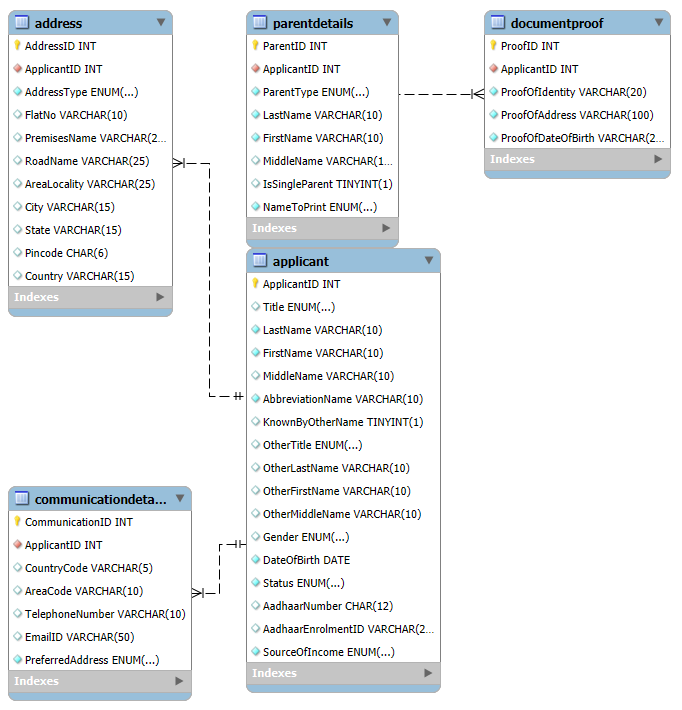 address
AddressID INT
ApplicantID INT
AddressType ENUM(...)
FlatNo VARCHAR(10)
PremisesName VARCHAR(2...
RoadName VARCHAR(25)
AreaLocality VARCHAR(25)
City VARCHAR(15)
State VARCHAR(15)
Pincode CHAR(6)
Country VARCHAR(15)
Indexes
parentdetails
ParentID INT
ApplicantID INT
ParentType ENUM(...)
LastName VARCHAR(10)
FirstName VARCHAR(10)
MiddleName VARCHAR(1...
IsSingleParent TINYINT(1)
NameToPrint ENUM(...)
Indexes
documentproof
ProofID INT
ApplicantID INT
ProofOfIdentity VARCHAR(20)
ProofOfAddress VARCHAR(100)
ProofOfDateOfBirth VARCHAR(2...
Indexes
applicant
ApplicantID INT
Title ENUM(...)
LastName VARCHAR(10)
FirstName VARCHAR(10)
MiddleName VARCHAR(10)
AbbreviationName VARCHAR(10)
KnownByOtherName TINYINT(1)
OtherTitle ENUM(...)
OtherLastName VARCHAR(10)
OtherFirstName VARCHAR(10)
OtherMiddleName VARCHAR(10)
Gender ENUM(...)
DateOfBirth DATE
Status ENUM(...)
AadhaarNumber CHAR(12)
AadhaarEnrolmentID VARCHAR(2...
SourceOfIncome ENUM(...)
Indexes
communicationdeta...
CommunicationID INT
ApplicantID INT
CountryCode VARCHAR(5)
AreaCode VARCHAR(10)
TelephoneNumber VARCHAR(10)
EmailID VARCHAR(50)
PreferredAddress ENUM(...)
Indexes